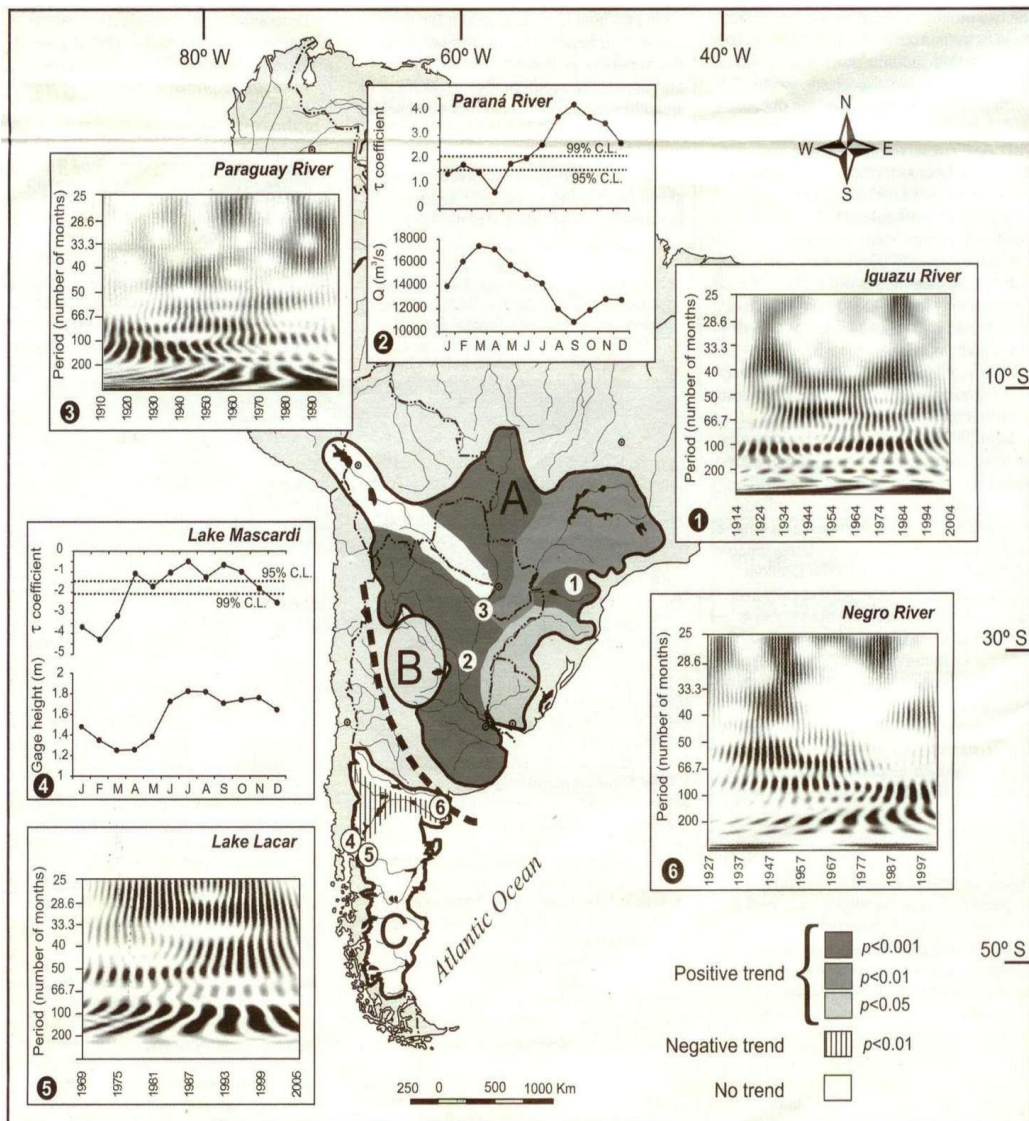 80° W 60° W 40° W
N
W E
S
Paraná River
τ coefficient
4.0
3.0
2.0
1.0
0
99% C.L.
95% C.L.
Q (m³/s)
18000
16000
14000
12000
10000
J F M A M J J A S O N D
2
Paraguay River
Period (number of months)
25
28.6
33.3
40
50
66.7
100
200
1910 1920 1930 1940 1950 1960 1970 1980 1990
3
Iguazu River
Period (number of months)
25
28.6
33.3
40
50
66.7
100
200
1914 1924 1934 1944 1954 1964 1974 1984 1994 2004
1
10° S
30° S
50° S
A
B
C
1
2
3
4
5
6
Atlantic Ocean
Lake Mascardi
τ coefficient
0
-1
-2
-3
-4
-5
95% C.L.
99% C.L.
Gage height (m)
2
1.8
1.6
1.4
1.2
1
J F M A M J J A S O N D
4
Negro River
Period (number of months)
25
28.6
33.3
40
50
66.7
100
200
1927 1937 1947 1957 1967 1977 1987 1997
6
Lake Lacar
Period (number of months)
25
28.6
33.3
40
50
66.7
100
200
1969 1975 1981 1987 1993 1999 2005
5
Positive trend
p<0.001
p<0.01
p<0.05
Negative trend p<0.01
No trend
250 0 500 1000 Km